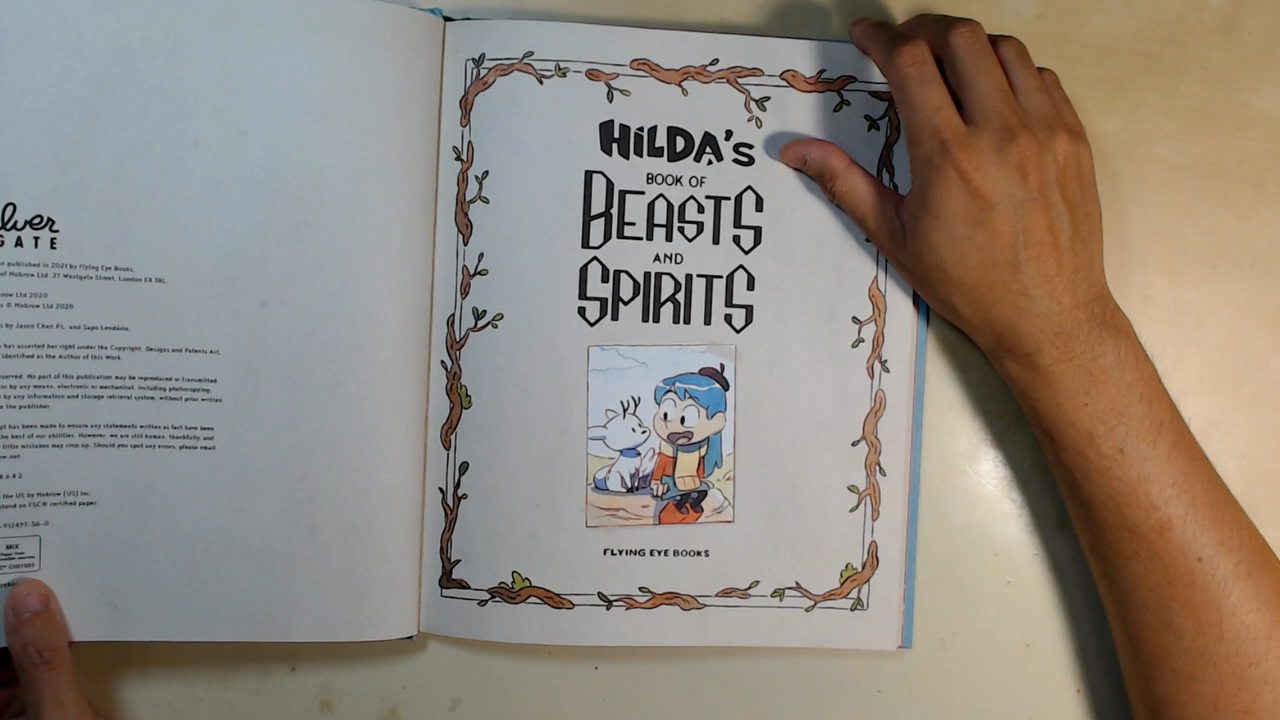 GATE
published in 2021 by Flying Eye Books,
of Nobrow Ltd. 27 Westgate Street, London E8 3RL.
Ltd 2020
© Nobrow Ltd 2020
by Jason Chan P.L. and Sapo Lendário.
has asserted her right under the Copyright, Designs and Patents Act,
identified as the Author of this Work.
reserved. No part of this publication may be reproduced or transmitted
or by any means, electronic or mechanical, including photocopying,
by any information and storage retrieval system, without prior written
the publisher.
has been made to ensure any statements written as fact have been
the best of our abilities. However, we are still human, thankfully, and
little mistakes may crop up. Should you spot any errors, please email
the US by Nobrow (US) Inc.
on FSC® certified paper.
-912497-56-0
MIX
HiLDA's
BOOK OF
BEASTS
AND
SPIRITS
FLYING EYE BOOKS